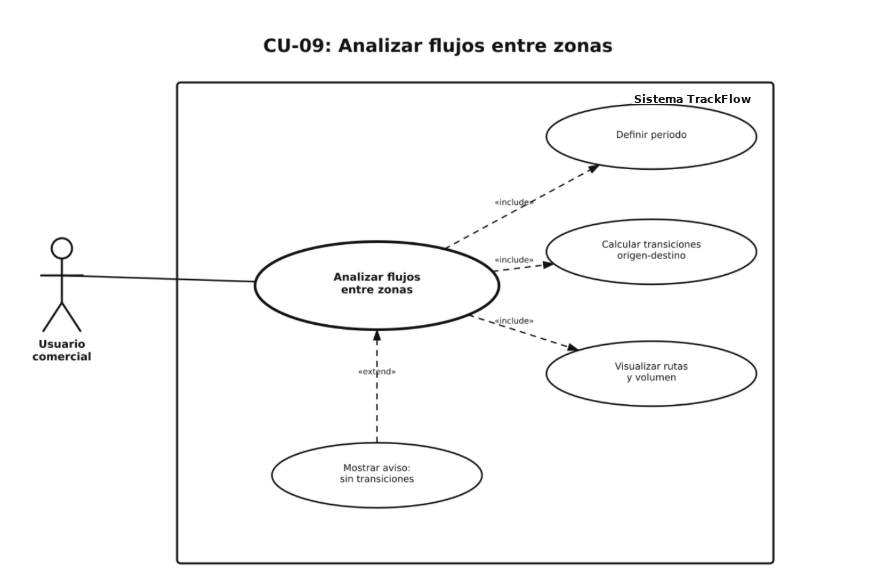 CU-09: Analizar flujos entre zonas
Sistema TrackFlow
Definir periodo
«include»
Calcular transiciones
origen-destino
«include»
Analizar flujos
entre zonas
«include»
Usuario
comercial
Visualizar rutas
y volumen
«extend»
Mostrar aviso:
sin transiciones